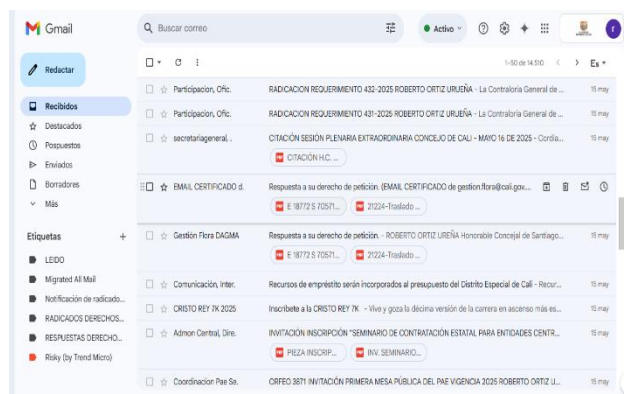 Gmail
Buscar correo
Activo
r
Redactar
1-50 de 14.510
Es
Recibidos
Destacados
Pospuestos
Enviados
Borradores
Más
Etiquetas +
LEIDO
Migrated All Mail
Notificación de radicado...
RADICADOS DERECHOS...
RESPUESTAS DERECHO...
Risky (by Trend Micro)
Participacion, Ofic. RADICACION REQUERIMIENTO 432-2025 ROBERTO ORTIZ URUEÑA - La Contraloría General de ... 15 may
Participacion, Ofic. RADICACION REQUERIMIENTO 431-2025 ROBERTO ORTIZ URUEÑA - La Contraloría General de ... 15 may
secretariageneral, . CITACIÓN SESIÓN PLENARIA EXTRAORDINARIA CONCEJO DE CALI - MAYO 16 DE 2025 - Cordia... 15 may
PDF CITACIÓN H.C. ...
EMAIL CERTIFICADO d. Respuesta a su derecho de petición. (EMAIL CERTIFICADO de gestion.flora@cali.gov....
PDF E 18772 S 70571... PDF 21224-Traslado ...
Gestión Flora DAGMA Respuesta a su derecho de petición. - ROBERTO ORTIZ UREÑA Honorable Concejal de Santiago... 15 may
PDF E 18772 S 70571... PDF 21224-Traslado ...
Comunicación, Inter. Recursos de empréstito serán incorporados al presupuesto del Distrito Especial de Cali - Recur... 15 may
CRISTO REY 7K 2025 Inscríbete a la CRISTO REY 7K - Vive y goza la décima versión de la carrera en ascenso más es... 15 may
Admon Central, Dire. INVITACIÓN INSCRIPCIÓN "SEMINARIO DE CONTRATACIÓN ESTATAL PARA ENTIDADES CENTR... 15 may
PDF PIEZA INSCRIP... PDF INV. SEMINARIO...
Coordinacion Pae Se. ORFEO 3871 INVITACIÓN PRIMERA MESA PÚBLICA DEL PAE VIGENCIA 2025 ROBERTO ORTIZ U... 15 may